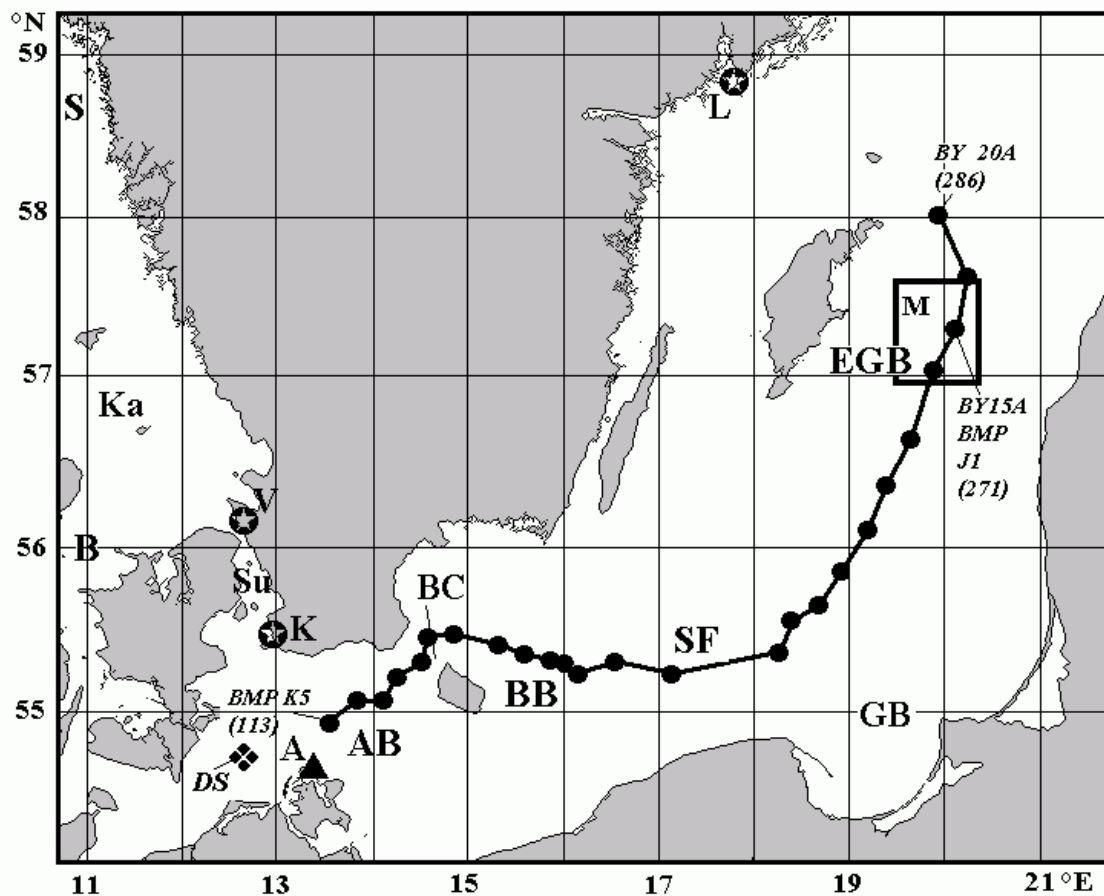 °N
59
S
L
BY 20A
(286)
58
M
EGB
57
Ka
BY15A
BMP
J1
(271)
V
56
B
Su
BC
K
SF
BMP K5
(113)
BB
55
GB
A
AB
DS
11
13
15
17
19
21 °E